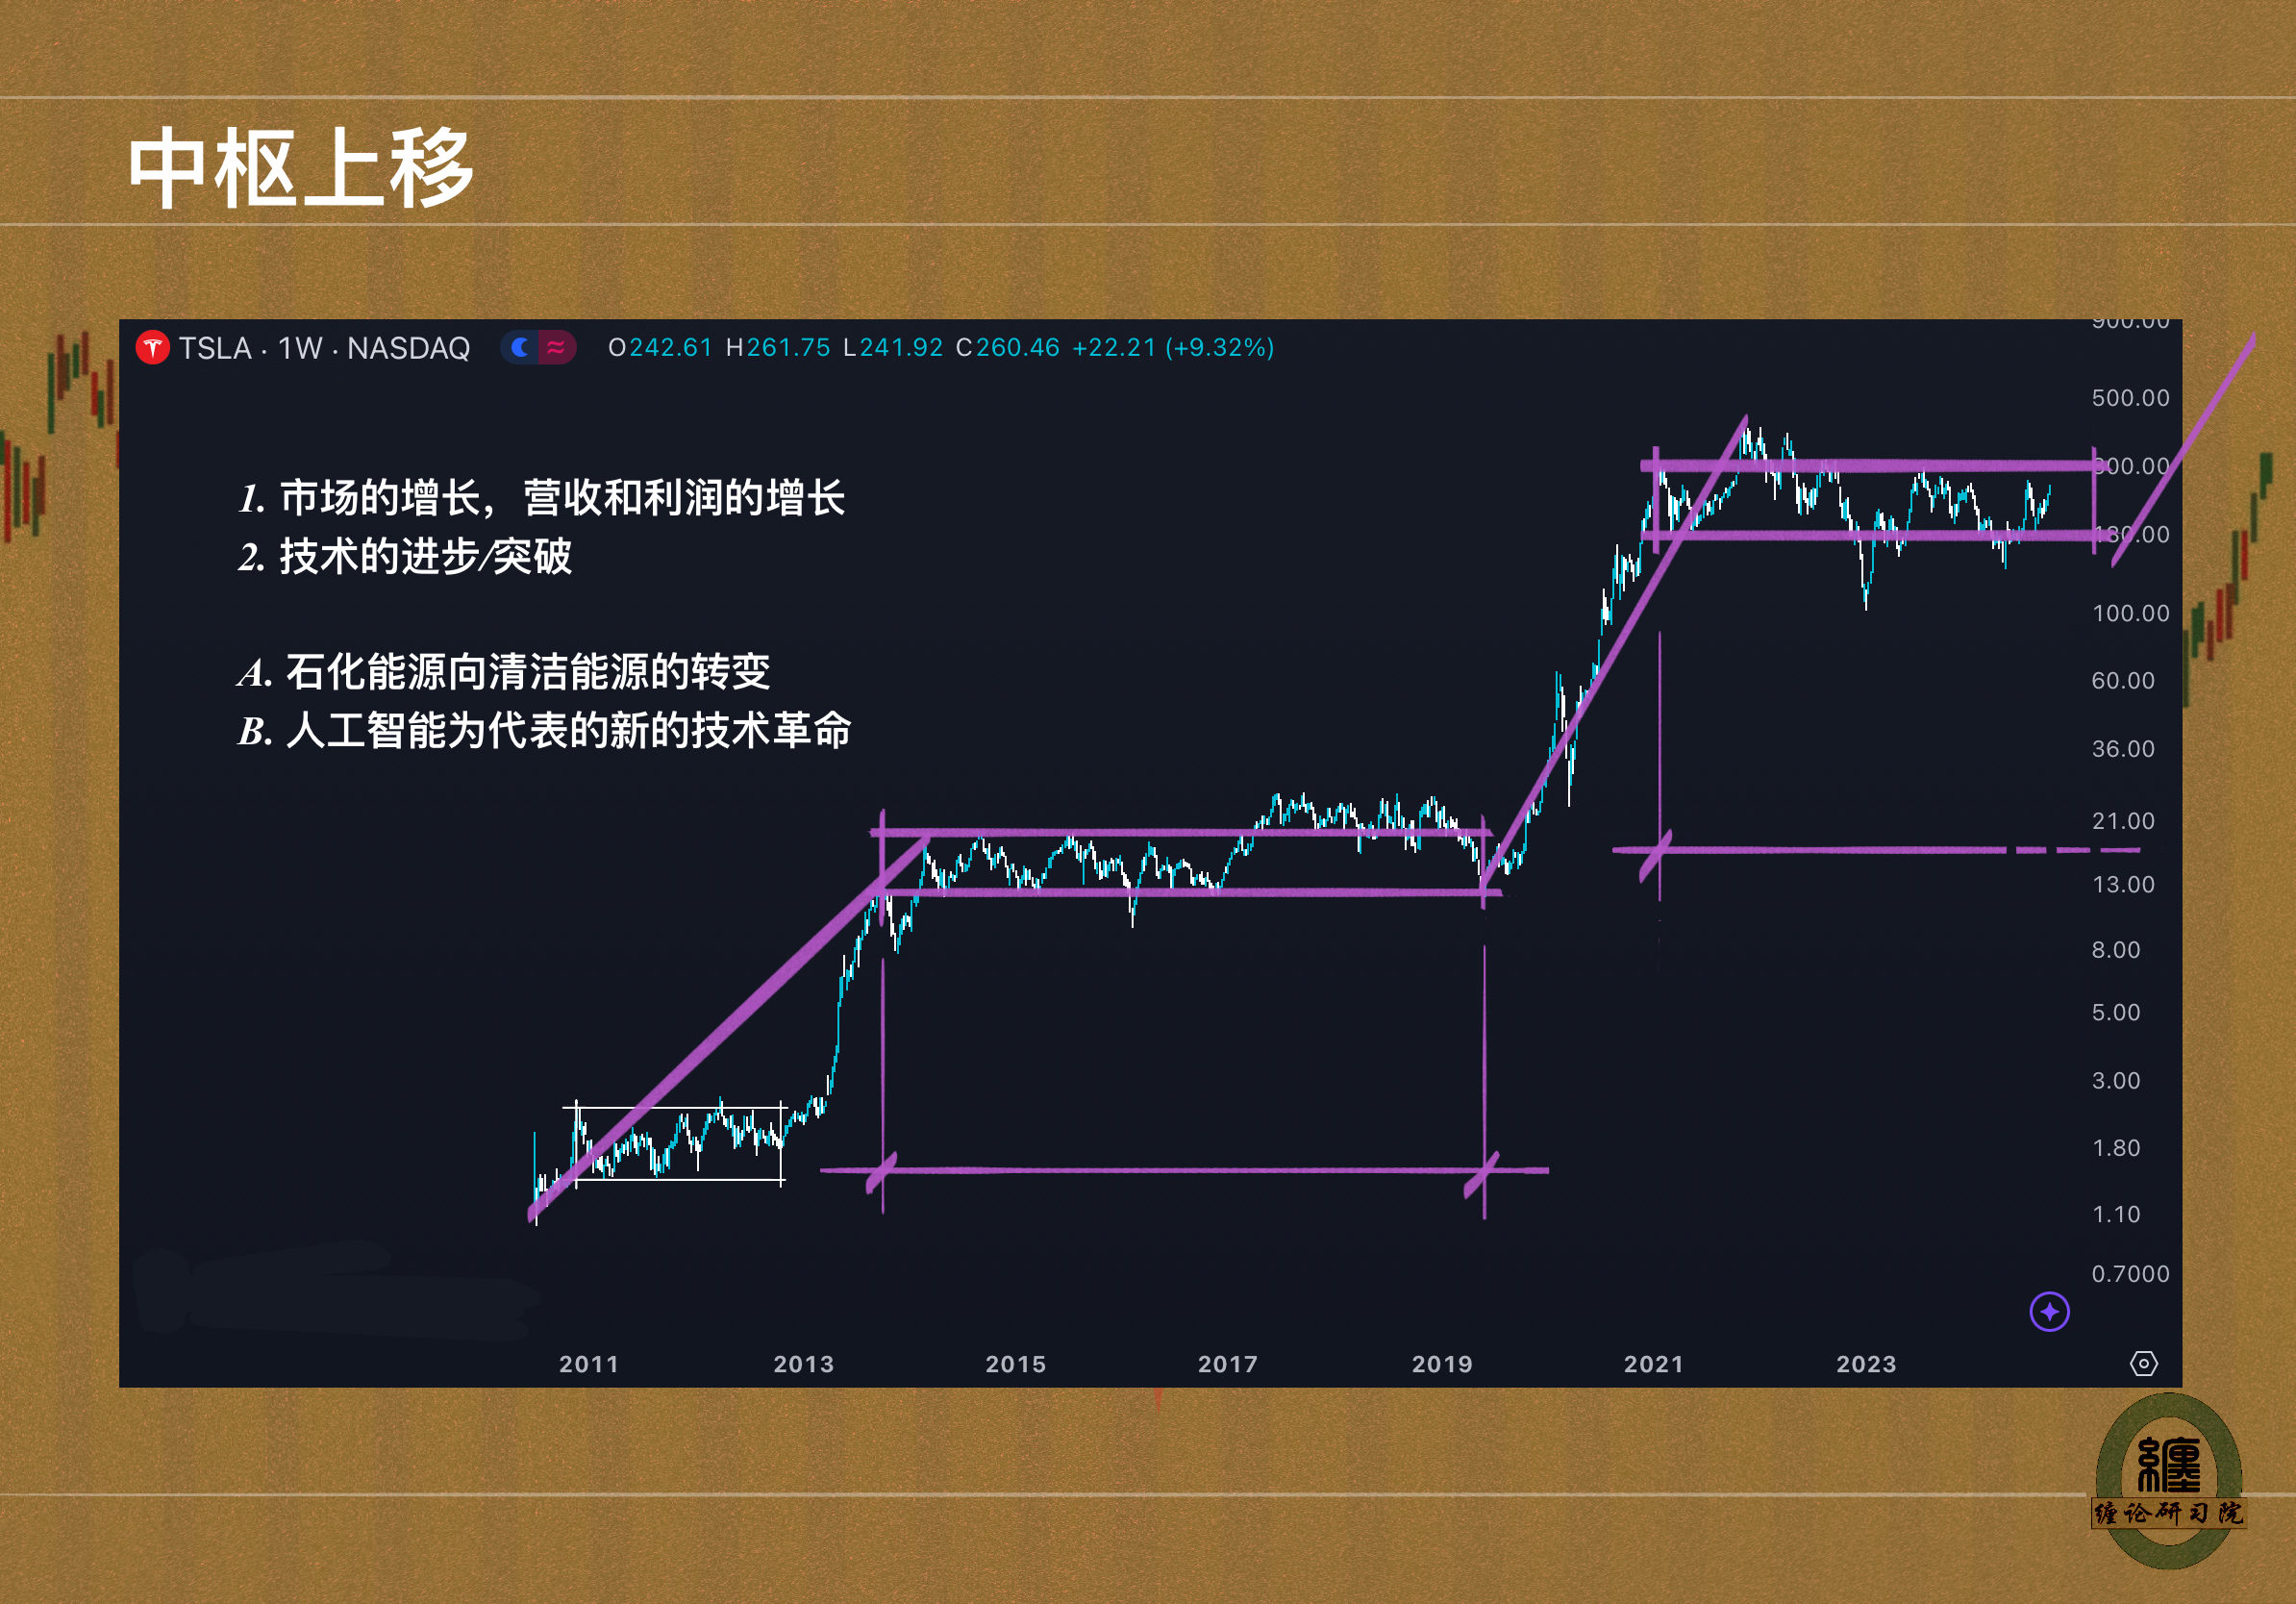 中枢上移
TSLA · 1W · NASDAQ O242.61 H261.75 L241.92 C260.46 +22.21 (+9.32%)
1. 市场的增长，营收和利润的增长
2. 技术的进步/突破
A. 石化能源向清洁能源的转变
B. 人工智能为代表的新的技术革命
900.00
500.00
300.00
180.00
100.00
60.00
36.00
21.00
13.00
8.00
5.00
3.00
1.80
1.10
0.7000
2011 2013 2015 2017 2019 2021 2023
纏
缠论研习院